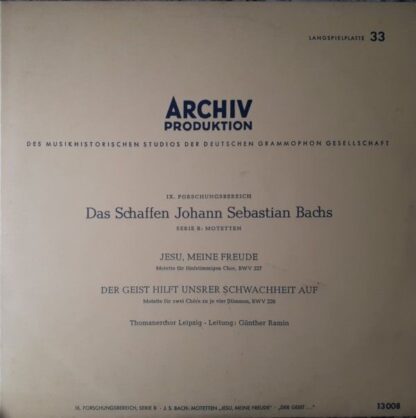 LANGSPIELPLATTE 33
ARCHIV
PRODUKTION
DES MUSIKHISTORISCHEN STUDIOS DER DEUTSCHEN GRAMMOPHON GESELLSCHAFT
IX. FORSCHUNGSBEREICH
Das Schaffen Johann Sebastian Bachs
SERIE B: MOTETTEN
JESU, MEINE FREUDE
Motette für fünfstimmigen Chor, BWV 227
DER GEIST HILFT UNSRER SCHWACHHEIT AUF
Motette für zwei Chöre zu je vier Stimmen, BWV 226
Thomanerchor Leipzig - Leitung: Günther Ramin
IX. FORSCHUNGSBEREICH, SERIE B · J. S. BACH: MOTETTEN „JESU, MEINE FREUDE" · „DER GEIST ..." 13008